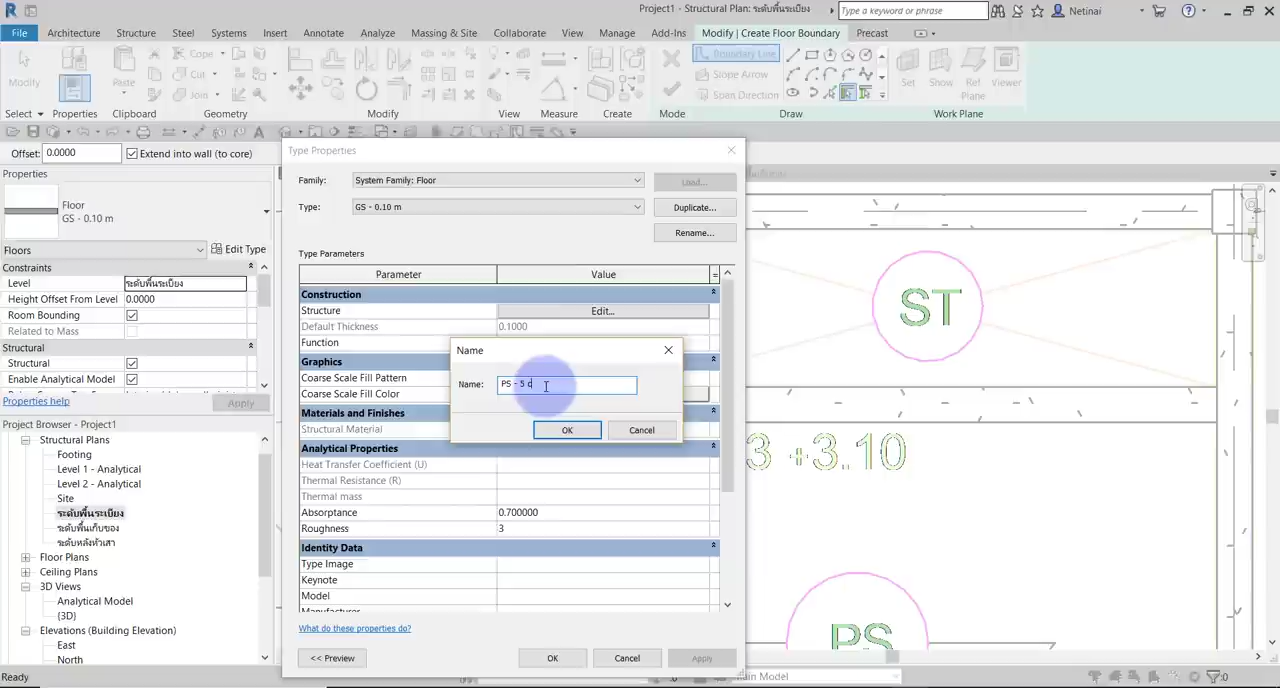 Project1 - Structural Plan: ระดับพื้นระเบียง
Type a keyword or phrase
Netinai
File Architecture Structure Steel Systems Insert Annotate Analyze Massing & Site Collaborate View Manage Add-Ins Modify | Create Floor Boundary Precast
Modify
Paste
Cope
Cut
Join
Boundary Line
Slope Arrow
Span Direction
Set Show Ref Plane Viewer
Select Properties Clipboard Geometry Modify View Measure Create Mode Draw Work Plane
Offset: 0.0000 Extend into wall (to core)
Properties
Floor
GS - 0.10 m
Floors Edit Type
Constraints
Level ระดับพื้นระเบียง
Height Offset From Level 0.0000
Room Bounding
Related to Mass
Structural
Structural
Enable Analytical Model
Properties help Apply
Project Browser - Project1
Structural Plans
Footing
Level 1 - Analytical
Level 2 - Analytical
Site
ระดับพื้นระเบียง
ระดับพื้นเก็บของ
ระดับหลังหัวเสา
Floor Plans
Ceiling Plans
3D Views
Analytical Model
{3D}
Elevations (Building Elevation)
East
North
Ready
Type Properties
Family: System Family: Floor Load...
Type: GS - 0.10 m Duplicate...
Rename...
Type Parameters
Parameter Value =
Construction
Structure Edit...
Default Thickness 0.1000
Function
Graphics
Coarse Scale Fill Pattern
Coarse Scale Fill Color
Materials and Finishes
Structural Material
Analytical Properties
Heat Transfer Coefficient (U)
Thermal Resistance (R)
Thermal mass
Absorptance 0.700000
Roughness 3
Identity Data
Type Image
Keynote
Model
Manufacturer
What do these properties do?
<< Preview OK Cancel Apply
Name
Name: PS - 5 c
OK Cancel
ST
3 +3.10
PS
:0 Main Model :0